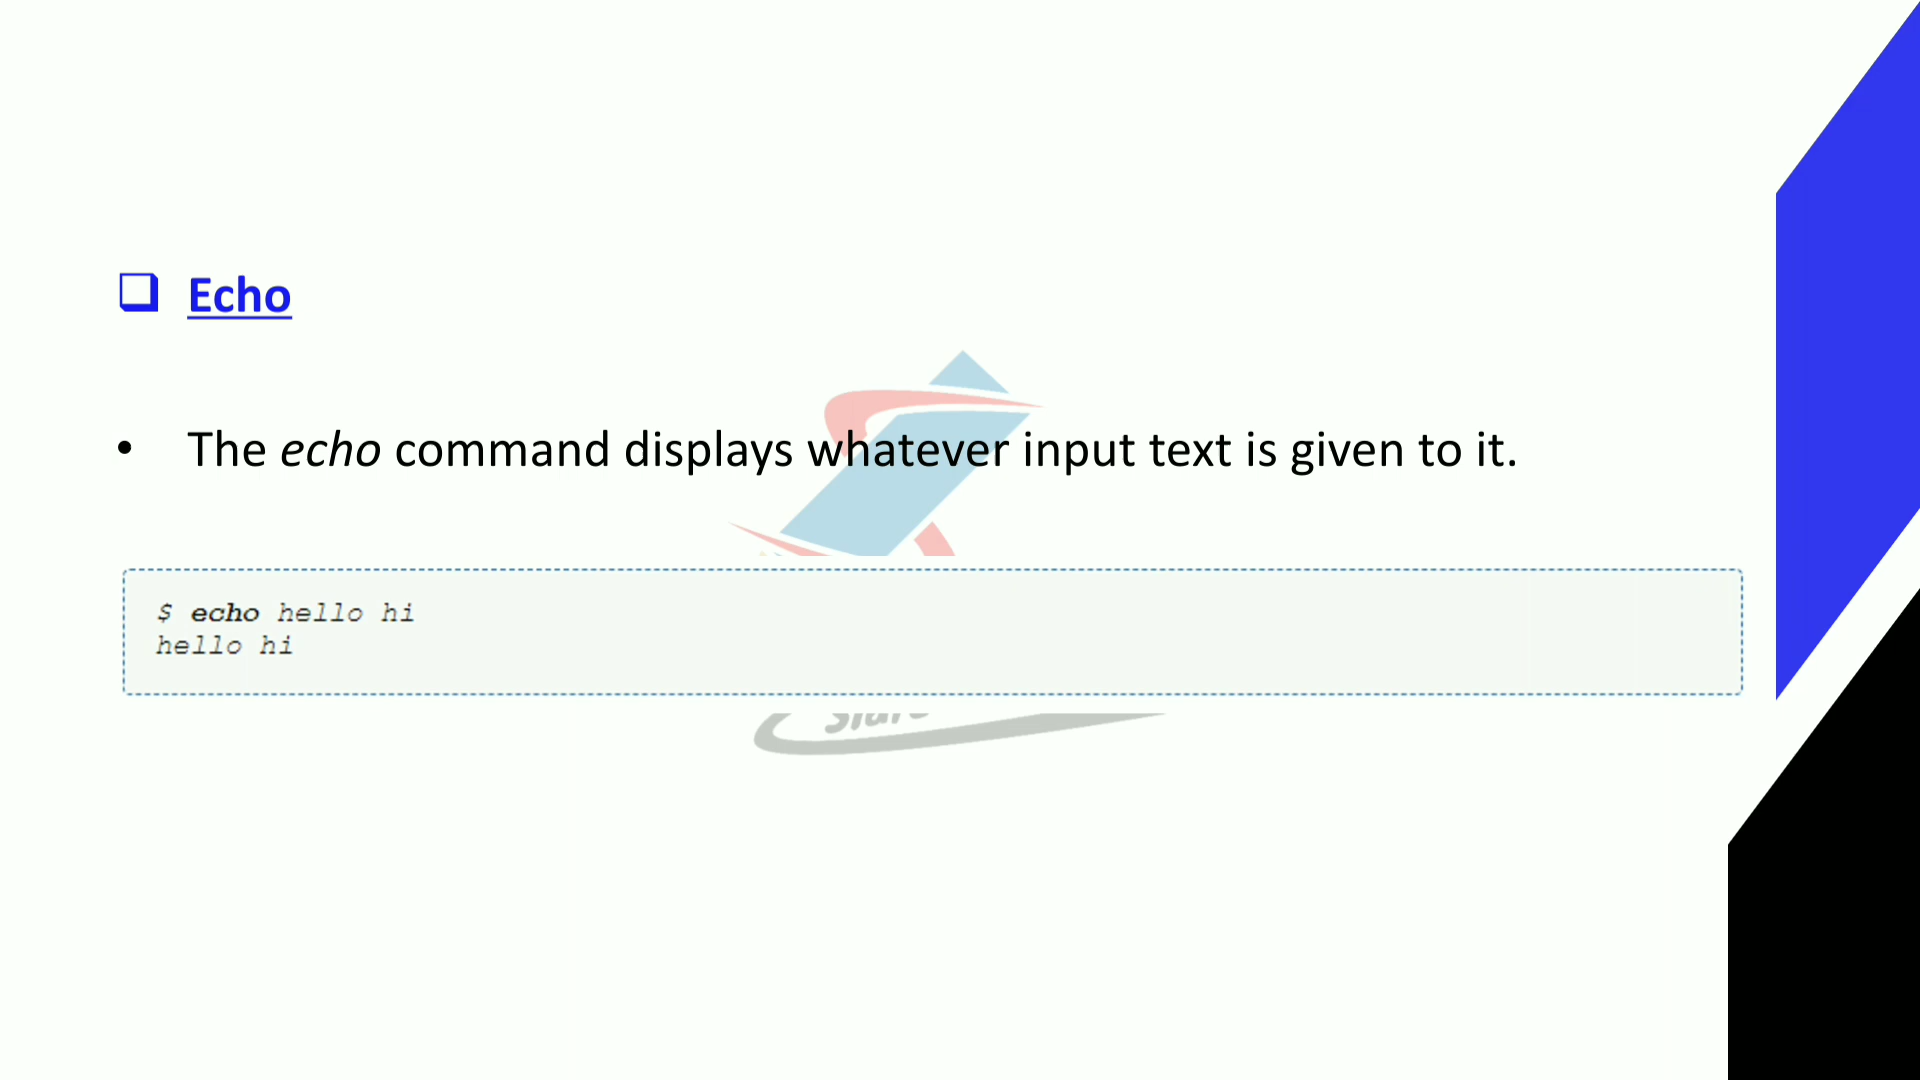 ❑ Echo
• The echo command displays whatever input text is given to it.
$ echo hello hi
hello hi